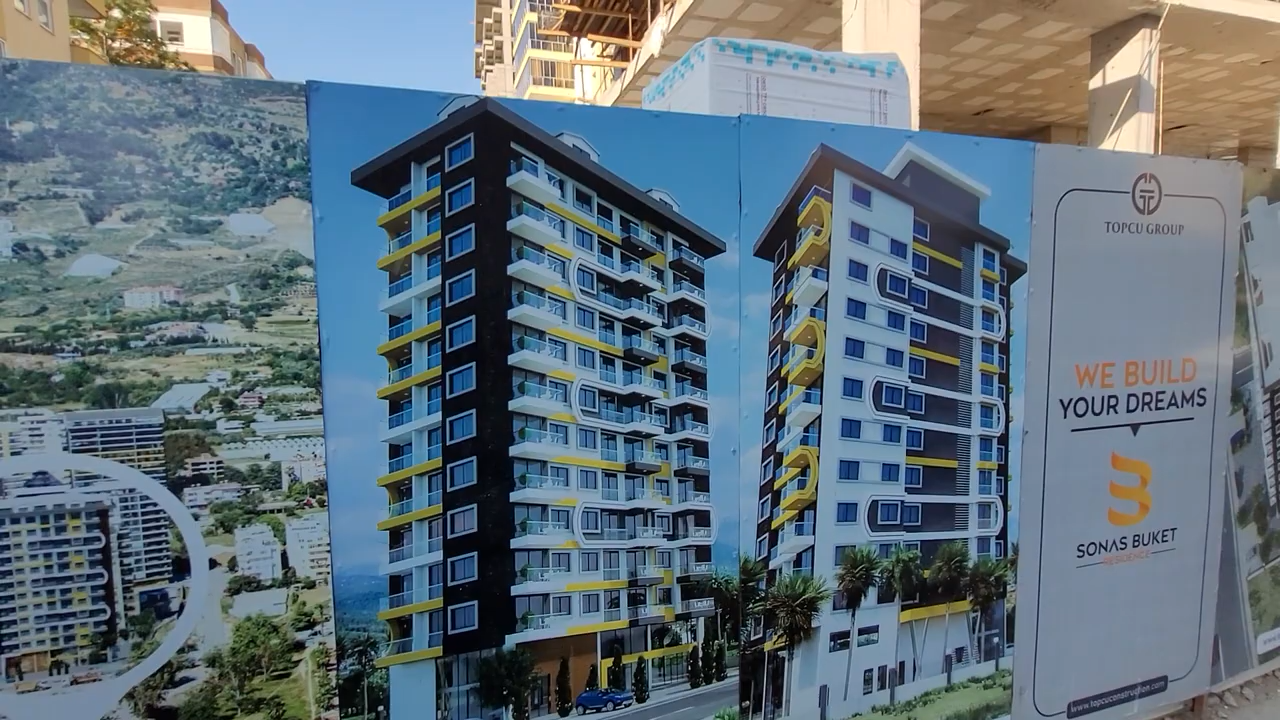 TOPCU GROUP
WE BUILD
YOUR DREAMS
SONAS BUKET
RESIDENCE
www.topcuconstruction.com